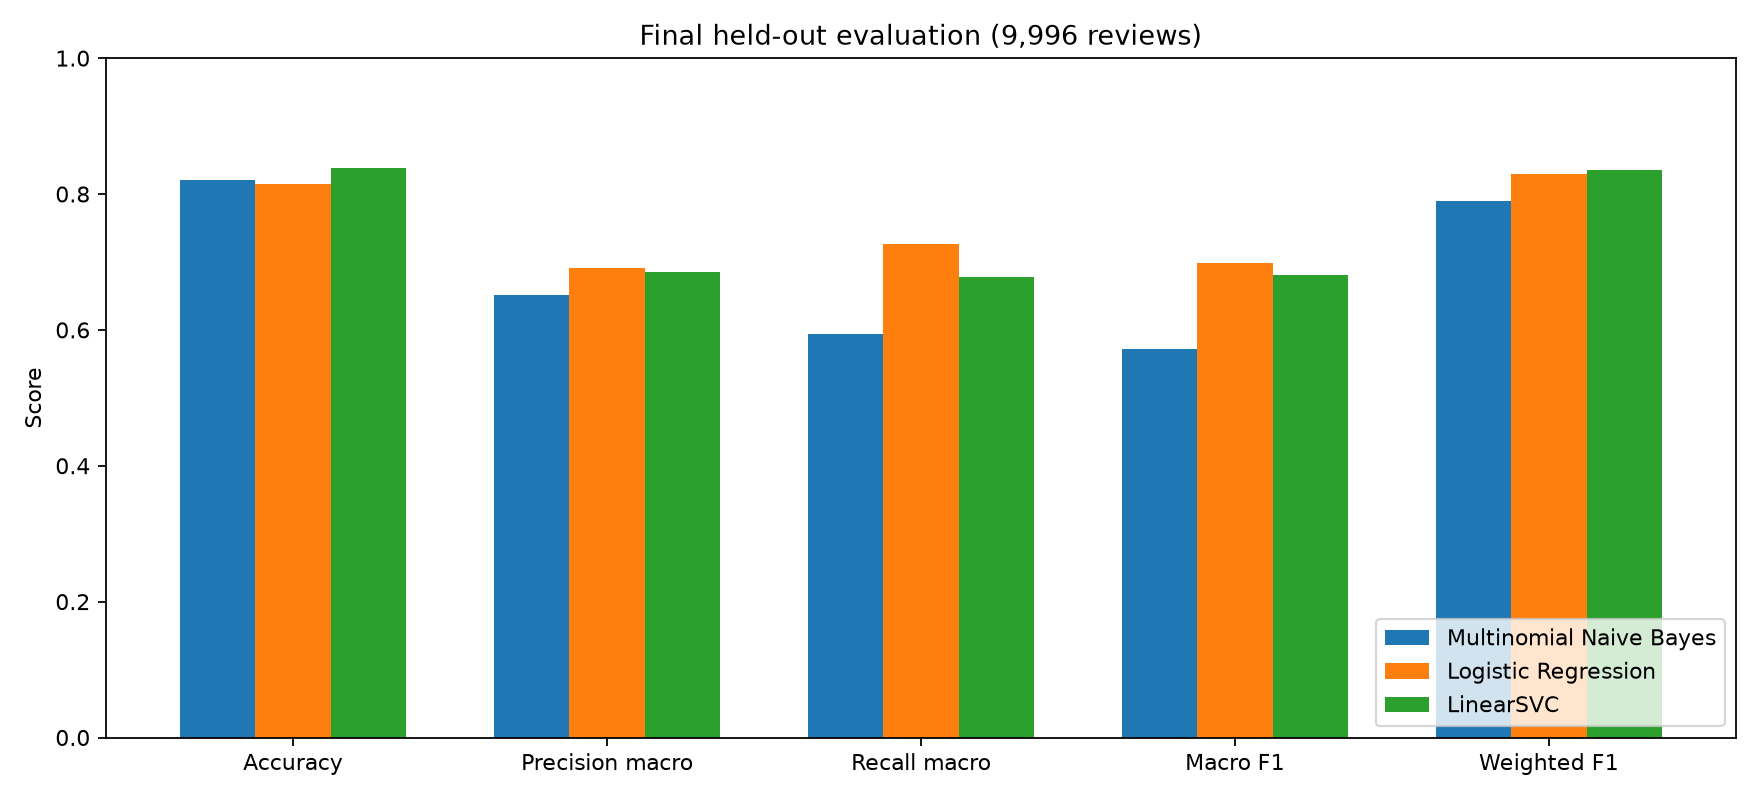 Final held-out evaluation (9,996 reviews)
1.0
0.8
0.6
0.4
0.2
0.0
Score
Accuracy
Precision macro
Recall macro
Macro F1
Weighted F1
Multinomial Naive Bayes
Logistic Regression
LinearSVC